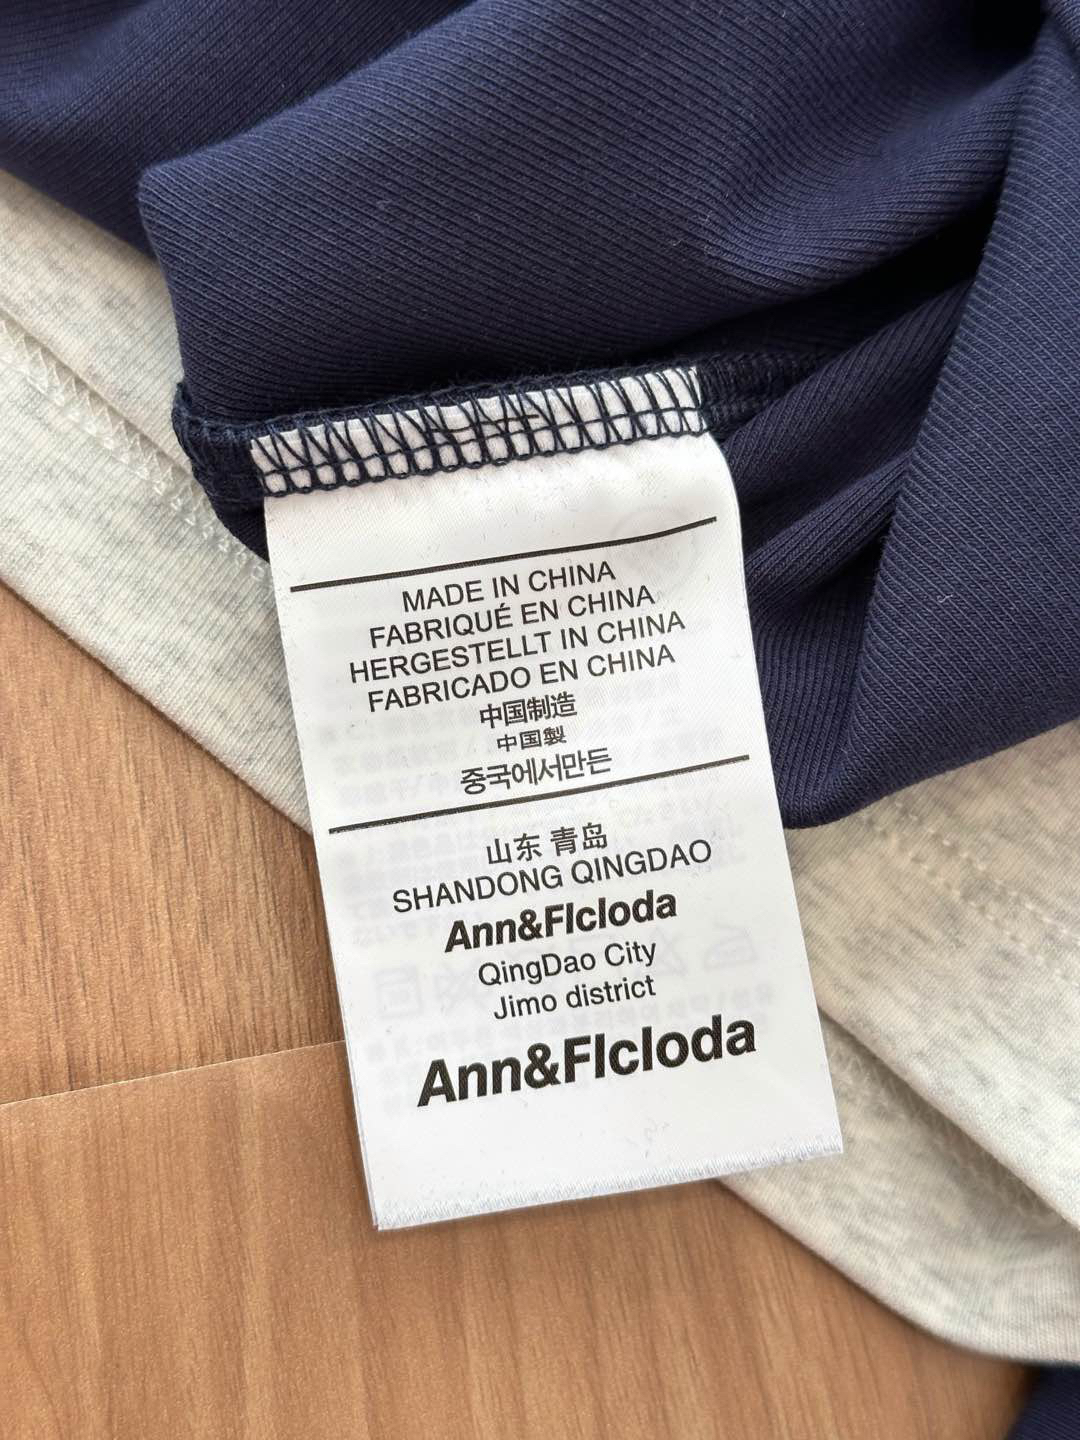 MADE IN CHINA
FABRIQUÉ EN CHINA
HERGESTELLT IN CHINA
FABRICADO EN CHINA
中国制造
中国製
중국에서만든
山东 青岛
SHANDONG QINGDAO
Ann&Flcloda
QingDao City
Jimo district
Ann&Flcloda